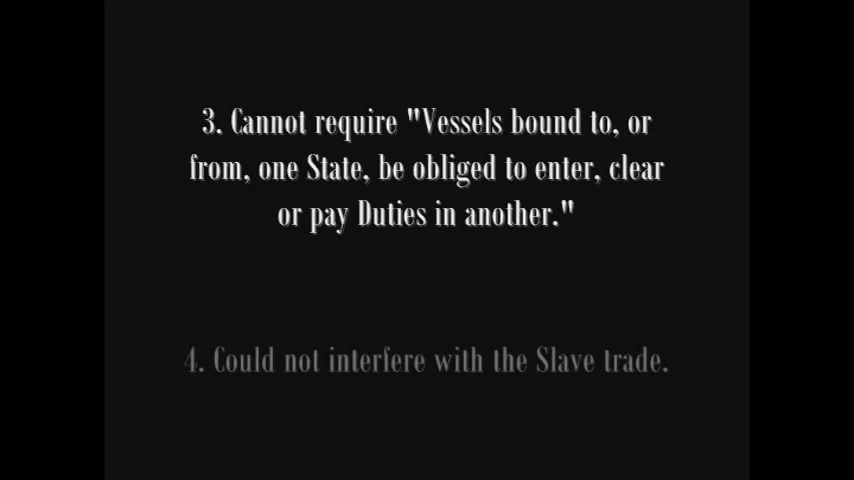 3. Cannot require "Vessels bound to, or
from, one State, be obliged to enter, clear
or pay Duties in another."
4. Could not interfere with the Slave trade.